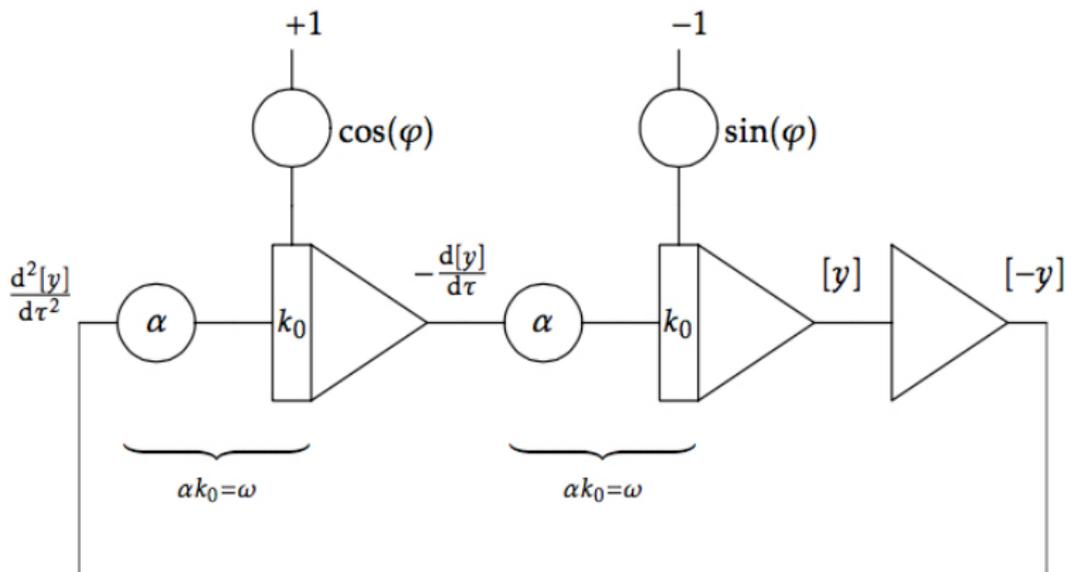 +1
−1
cos(φ)
sin(φ)
d²[y]
dτ²
α
k₀
−
d[y]
dτ
α
k₀
[y]
[−y]
αk₀=ω
αk₀=ω